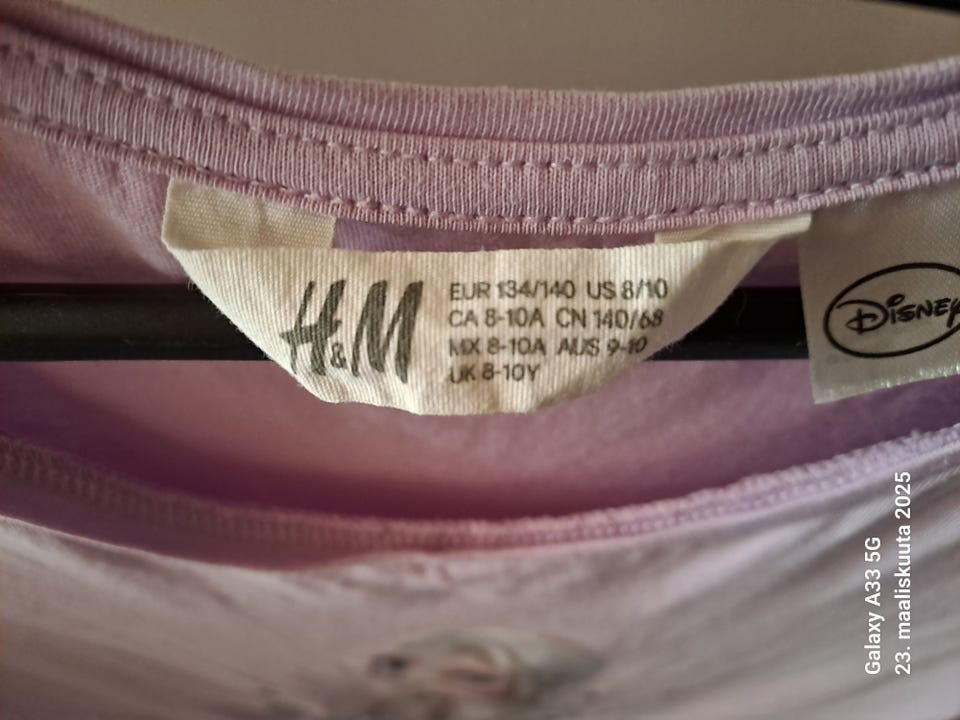 H&M
EUR 134/140 US 8/10
CA 8-10A CN 140/68
MX 8-10A AUS 9-10
UK 8-10Y
Disney
Galaxy A33 5G
23. maaliskuuta 2025